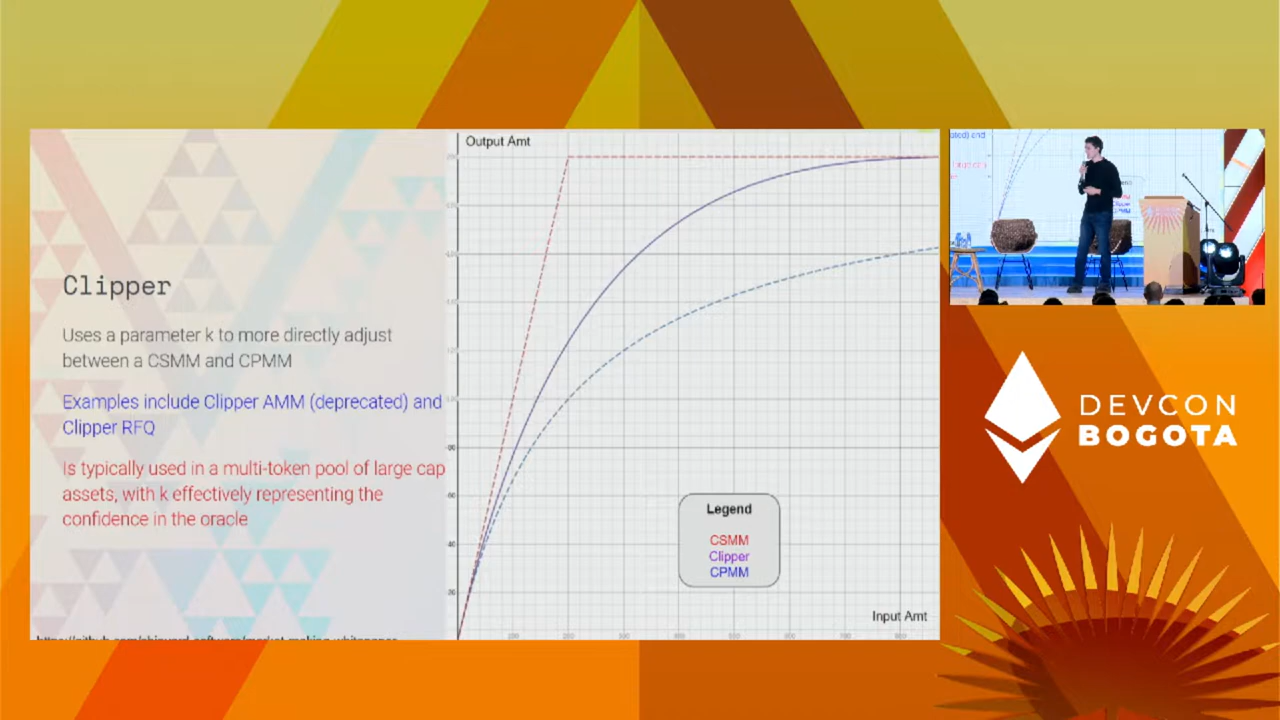 Clipper
Uses a parameter k to more directly adjust
between a CSMM and CPMM
Examples include Clipper AMM (deprecated) and
Clipper RFQ
Is typically used in a multi-token pool of large cap
assets, with k effectively representing the
confidence in the oracle
Output Amt
Legend
CSMM
Clipper
CPMM
Input Amt
DEVCON
BOGOTA